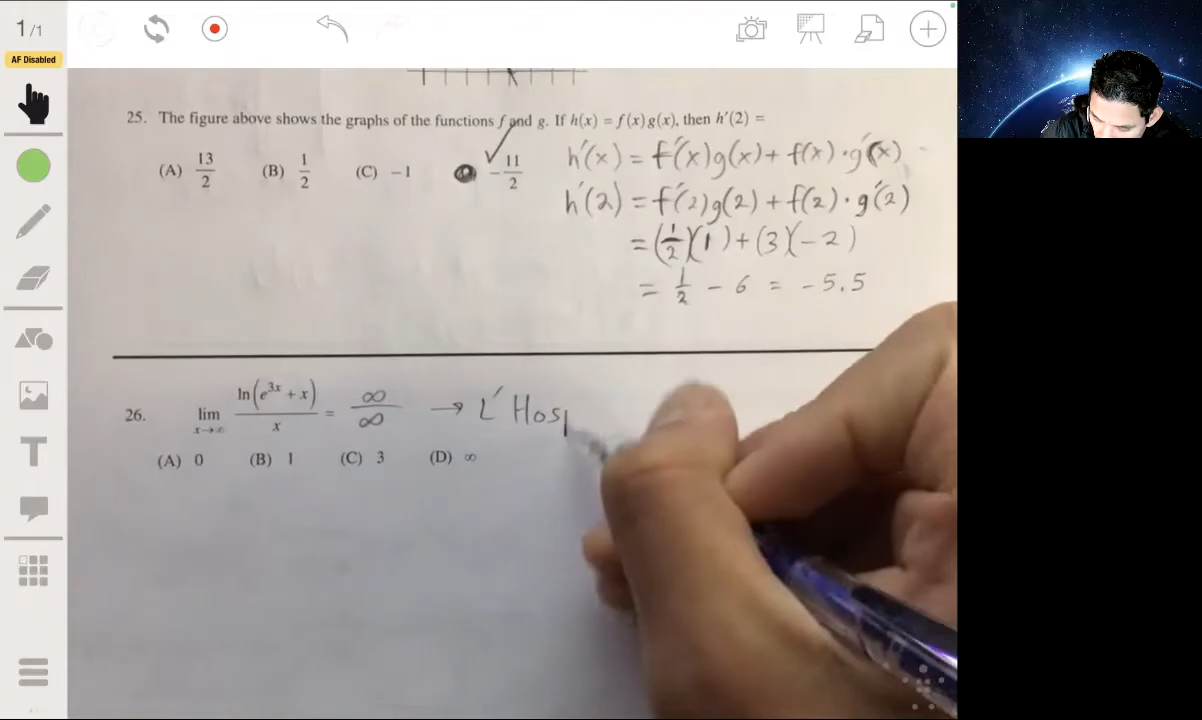 1/1
AF Disabled
25. The figure above shows the graphs of the functions f and g. If h(x) = f(x)g(x), then h′(2) =
(A) 13/2 (B) 1/2 (C) −1 −11/2
h′(x) = f′(x)g(x) + f(x)·g′(x)
h′(2) = f′(2)g(2) + f(2)·g′(2)
= (1/2)(1) + (3)(−2)
= 1/2 − 6 = −5.5
26. lim x→∞ ln(e^3x + x)/x = ∞/∞ → L' Hosp
(A) 0 (B) 1 (C) 3 (D) ∞
T